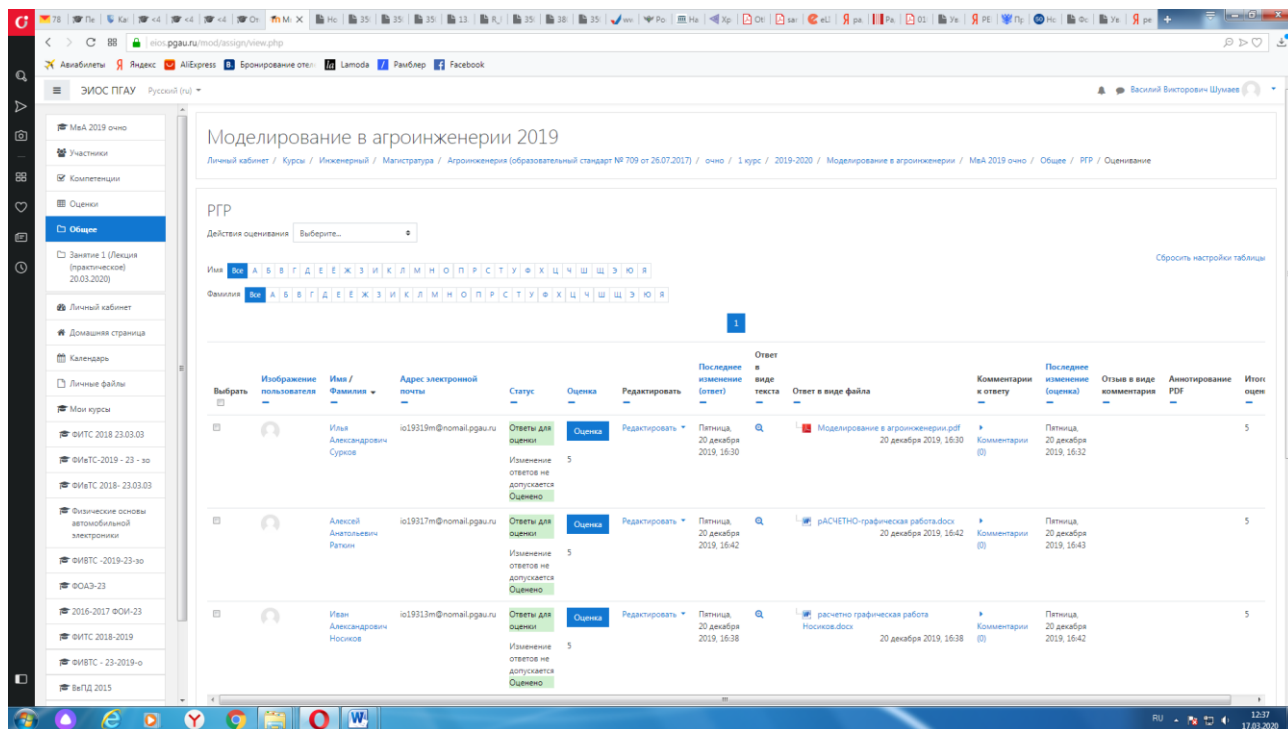 eios.pgau.ru/mod/assign/view.php
Авиабилеты Яндекс AliExpress Бронирование отел Lamoda Рамблер Facebook
ЭИОС ПГАУ Русский (ru)
Василий Викторович Шумаев
МвА 2019 очно
Участники
Компетенции
Оценки
Общее
Занятие 1 (Лекция
(практическое)
20.03.2020)
Личный кабинет
Домашняя страница
Календарь
Личные файлы
Мои курсы
ФИТС 2018 23.03.03
ФИвТС-2019 - 23 - зо
ФИвТС 2018- 23.03.03
Физические основы
автомобильной
электроники
ФИВТС -2019-23-зо
ФОАЭ-23
2016-2017 ФОИ-23
ФИТС 2018-2019
ФИВТС - 23-2019-о
ВвПД 2015
Моделирование в агроинженерии 2019
Личный кабинет / Курсы / Инженерный / Магистратура / Агроинженерия (образовательный стандарт № 709 от 26.07.2017) / очно / 1 курс / 2019-2020 / Моделирование в агроинженерии / МвА 2019 очно / Общее / РГР / Оценивание
РГР
Действия оценивания Выберите...
Сбросить настройки таблицы
Имя Все А Б В Г Д Е Ё Ж З И К Л М Н О П Р С Т У Ф Х Ц Ч Ш Щ Э Ю Я
Фамилия Все А Б В Г Д Е Ё Ж З И К Л М Н О П Р С Т У Ф Х Ц Ч Ш Щ Э Ю Я
1
Выбрать
Изображение
пользователя
Имя /
Фамилия
Адрес электронной
почты
Статус
Оценка
Редактировать
Последнее
изменение
(ответ)
Ответ
в
виде
текста
Ответ в виде файла
Комментарии
к ответу
Последнее
изменение
(оценка)
Отзыв в виде
комментария
Аннотирование
PDF
Итого
оцен
Илья
Александрович
Сурков
io19319m@nomail.pgau.ru
Ответы для
оценки
Изменение
ответов не
допускается
Оценено
Оценка
5
Редактировать
Пятница,
20 декабря
2019, 16:30
Моделирование в агроинженерии.pdf
20 декабря 2019, 16:30
Комментарии
(0)
Пятница,
20 декабря
2019, 16:32
5
Алексей
Анатольевич
Раткин
io19317m@nomail.pgau.ru
Ответы для
оценки
Изменение
ответов не
допускается
Оценено
Оценка
5
Редактировать
Пятница,
20 декабря
2019, 16:42
рАСЧЕТНО-графическая работа.docx
20 декабря 2019, 16:42
Комментарии
(0)
Пятница,
20 декабря
2019, 16:43
5
Иван
Александрович
Носиков
io19313m@nomail.pgau.ru
Ответы для
оценки
Изменение
ответов не
допускается
Оценено
Оценка
5
Редактировать
Пятница,
20 декабря
2019, 16:38
расчетно графическая работа
Носиков.docx
20 декабря 2019, 16:38
Комментарии
(0)
Пятница,
20 декабря
2019, 16:42
5
RU
12:37
17.03.2020